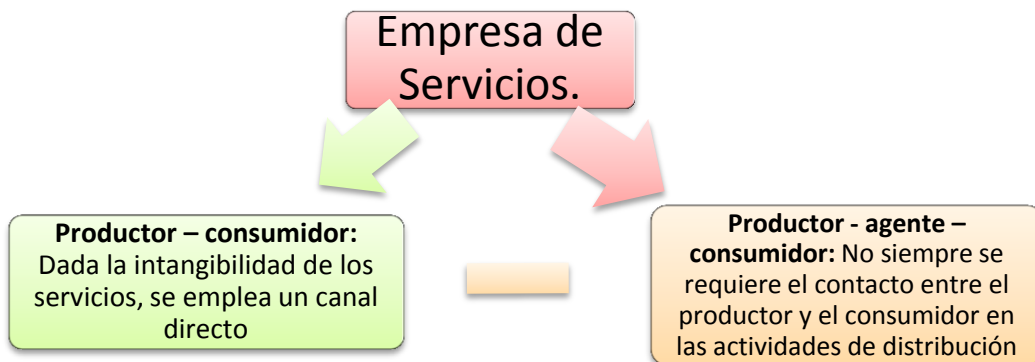 Empresa de
Servicios.
Productor – consumidor:
Dada la intangibilidad de los
servicios, se emplea un canal
directo
Productor - agente –
consumidor: No siempre se
requiere el contacto entre el
productor y el consumidor en
las actividades de distribución